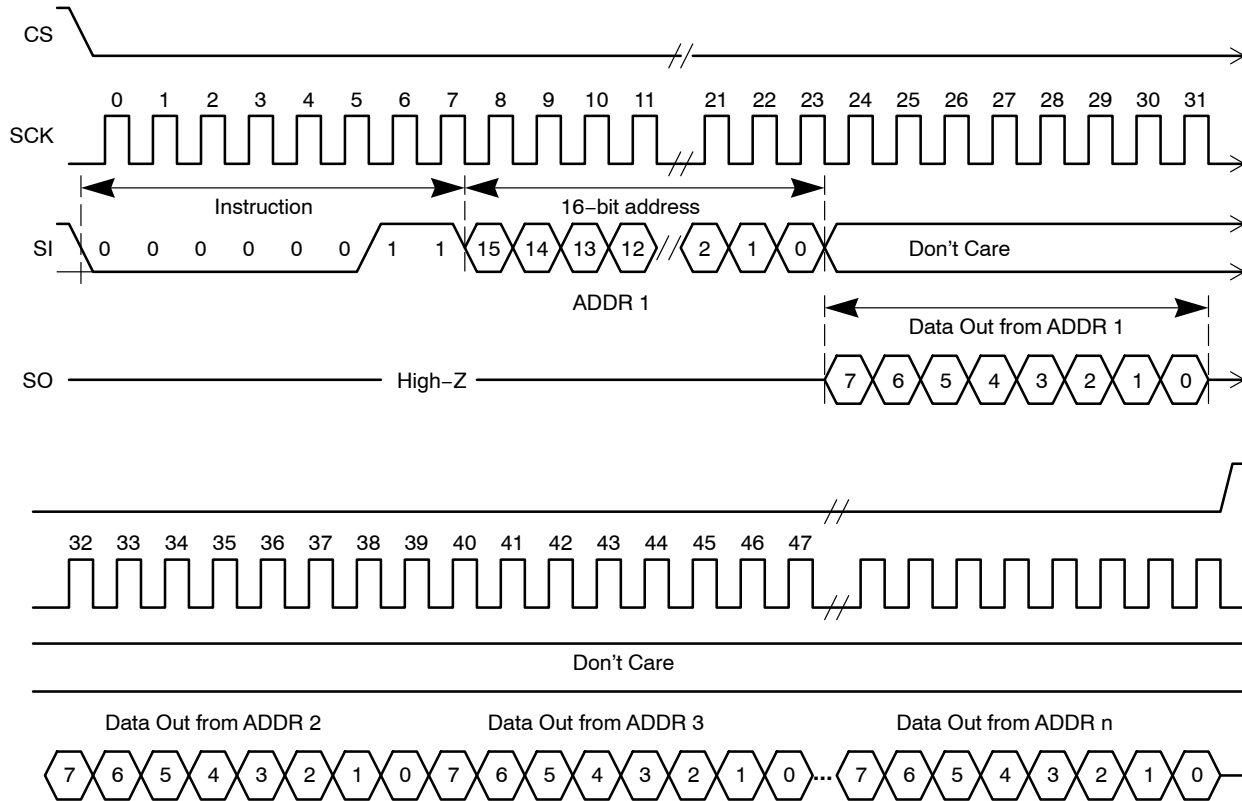 CS
0 1 2 3 4 5 6 7 8 9 10 11 21 22 23 24 25 26 27 28 29 30 31
SCK
Instruction 16−bit address
SI 0 0 0 0 0 0 1 1 15 14 13 12 2 1 0 Don't Care
ADDR 1
Data Out from ADDR 1
SO High−Z 7 6 5 4 3 2 1 0
32 33 34 35 36 37 38 39 40 41 42 43 44 45 46 47
Don't Care
Data Out from ADDR 2 Data Out from ADDR 3 Data Out from ADDR n
7 6 5 4 3 2 1 0 7 6 5 4 3 2 1 0 ... 7 6 5 4 3 2 1 0